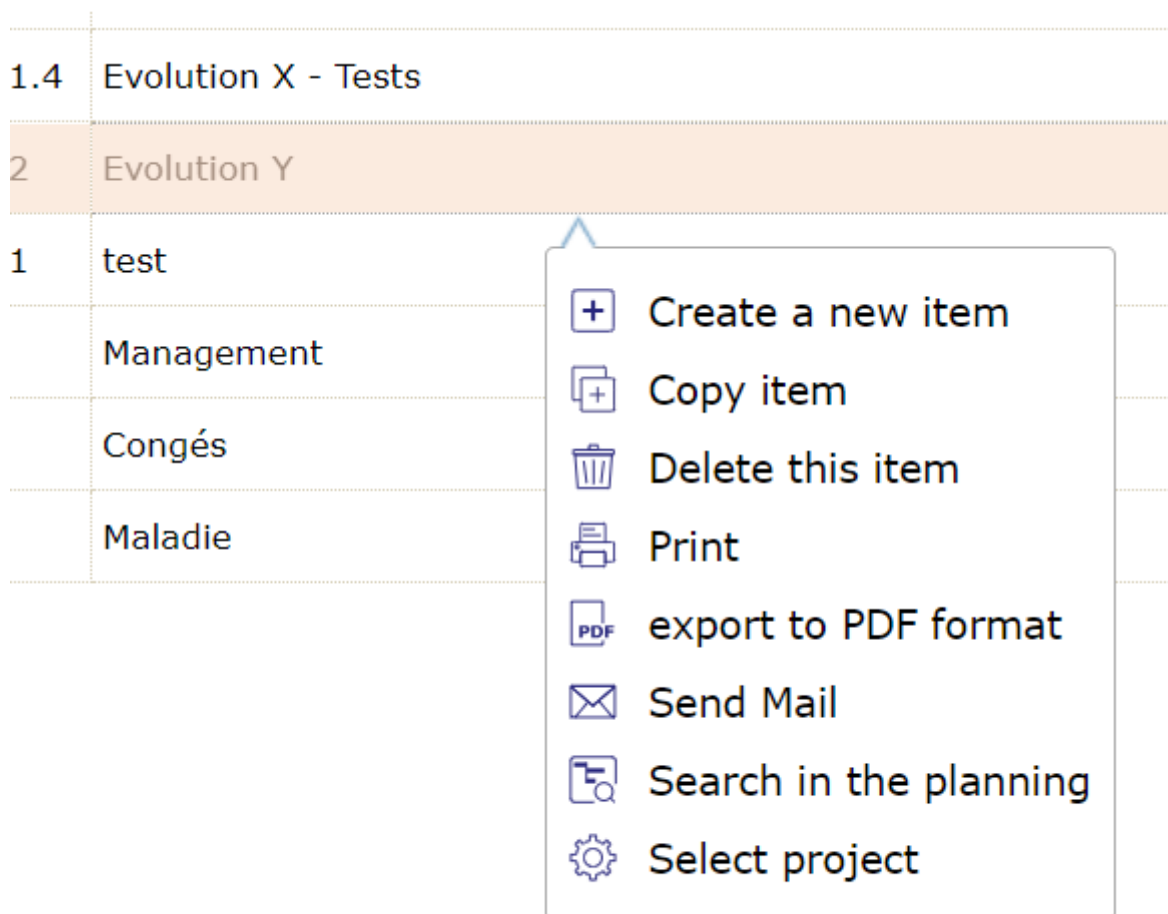 1.4 Evolution X - Tests
2 Evolution Y
1 test
Management
Congés
Maladie
Create a new item
Copy item
Delete this item
Print
PDF export to PDF format
Send Mail
Search in the planning
Select project